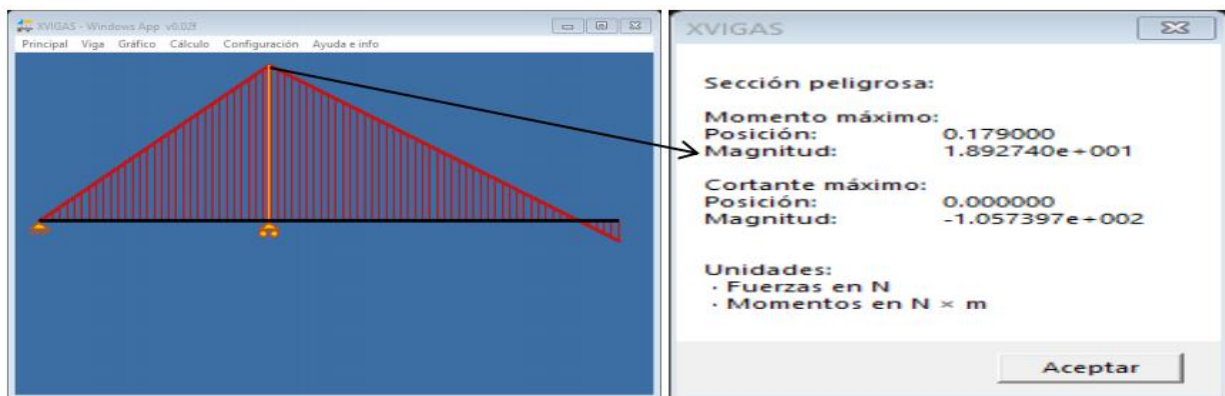 XVIGAS - Windows App v0.02f
Principal Viga Gráfico Cálculo Configuración Ayuda e info
XVIGAS
Sección peligrosa:
Momento máximo:
Posición: 0.179000
Magnitud: 1.892740e+001
Cortante máximo:
Posición: 0.000000
Magnitud: -1.057397e+002
Unidades:
· Fuerzas en N
· Momentos en N × m
Aceptar